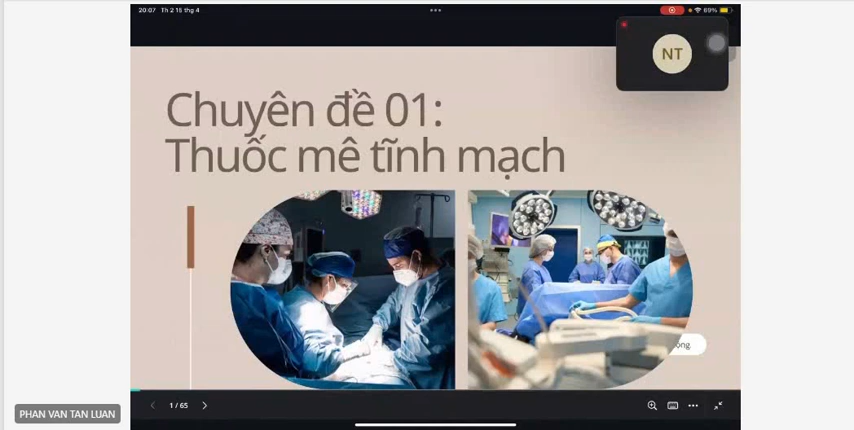 20:07 Th 2 15 thg 4
69%
NT
Chuyên đề 01:
Thuốc mê tĩnh mạch
1 / 65
PHAN VAN TAN LUAN